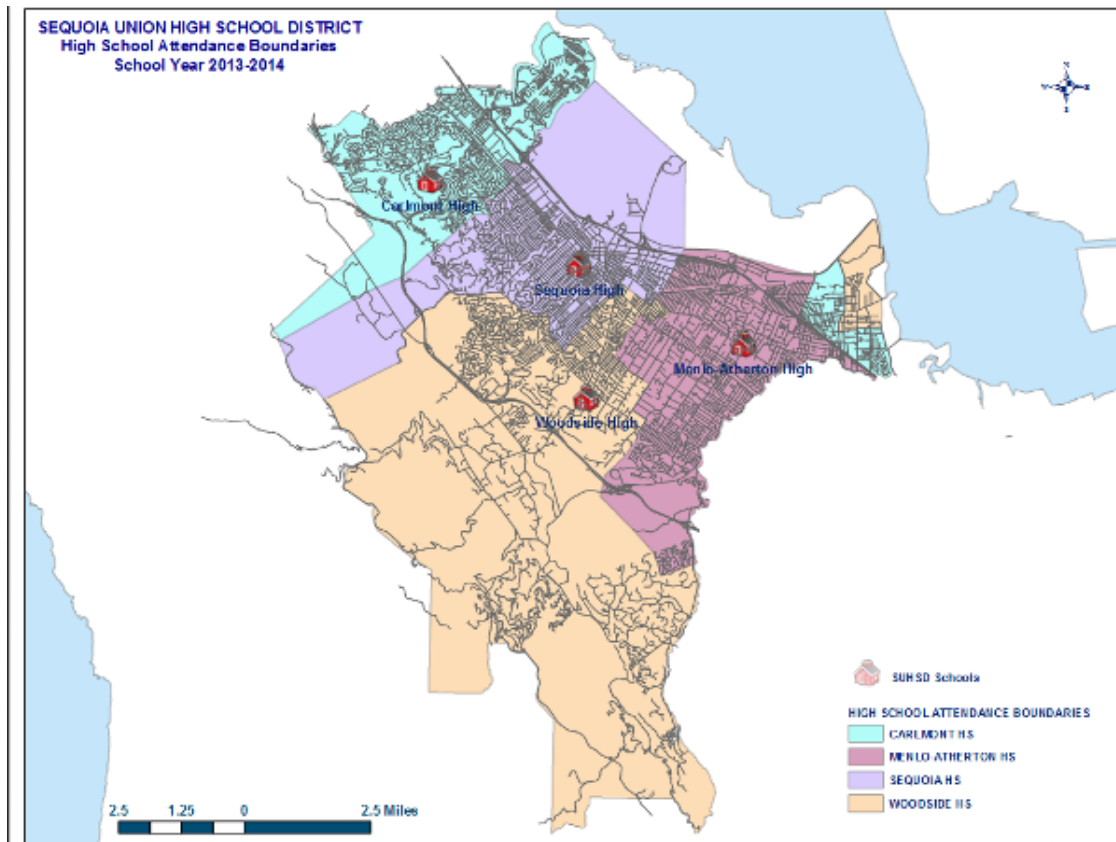 SEQUOIA UNION HIGH SCHOOL DISTRICT
High School Attendance Boundaries
School Year 2013-2014
N
Carlmont High
Sequoia High
Menlo-Atherton High
Woodside High
SUHSD Schools
HIGH SCHOOL ATTENDANCE BOUNDARIES
CARLMONT HS
MENLO-ATHERTON HS
SEQUOIA HS
WOODSIDE HS
2.5 1.25 0 2.5 Miles